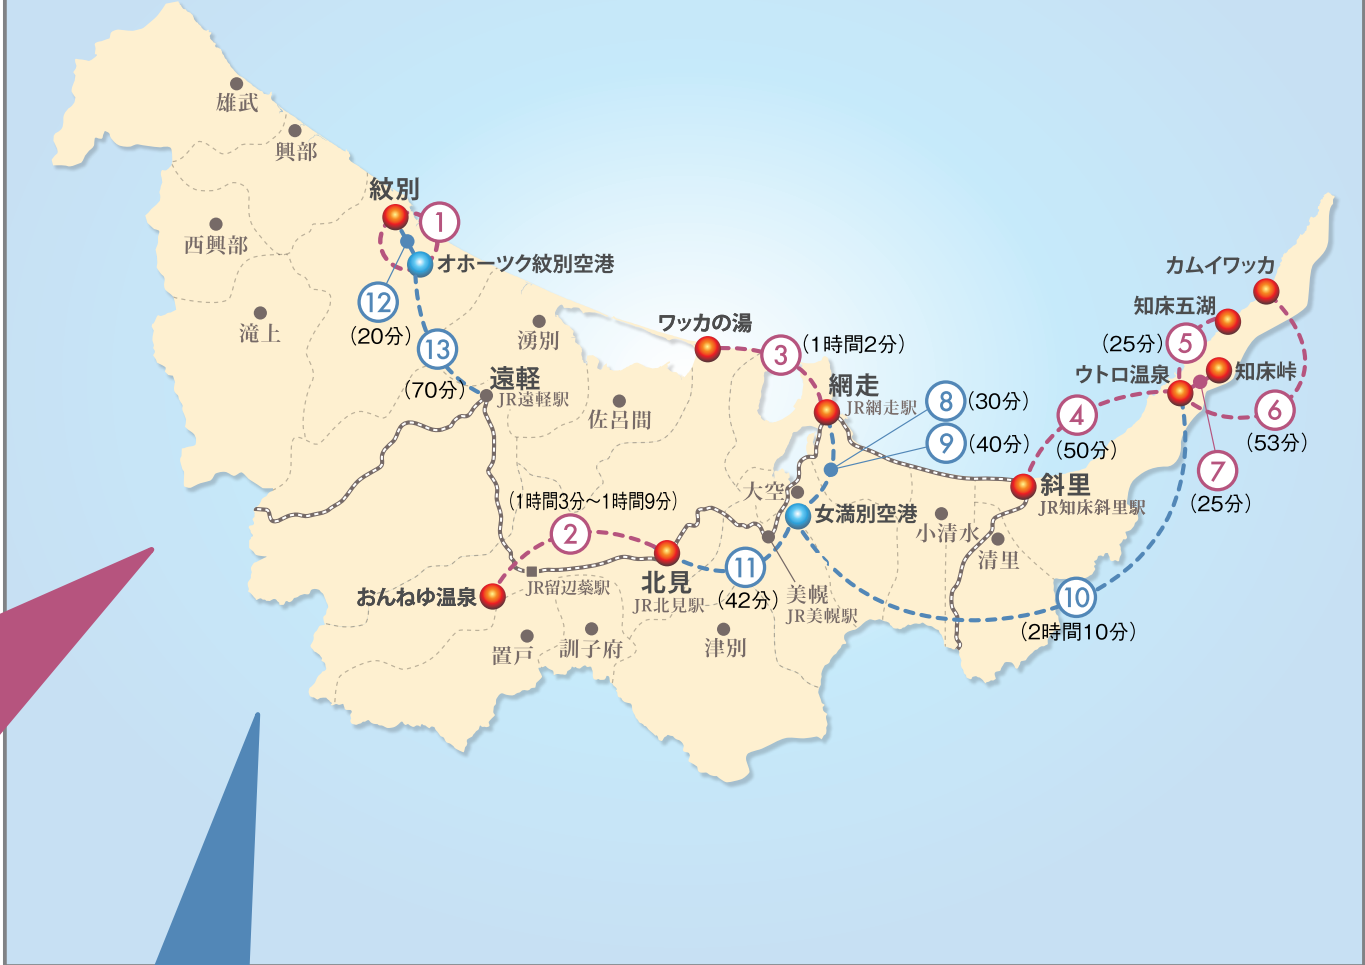 雄武
興部
紋別
1
西興部
オホーツク紋別空港
カムイワッカ
12
(20分)
知床五湖
滝上
湧別
ワッカの湯
3
(1時間2分)
5
(25分)
13
(70分)
遠軽
JR遠軽駅
網走
JR網走駅
ウトロ温泉
知床峠
佐呂間
8
(30分)
9
(40分)
4
(50分)
6
(53分)
7
(25分)
大空
斜里
JR知床斜里駅
(1時間3分～1時間9分)
2
女満別空港
小清水
清里
11
(42分)
北見
JR北見駅
JR留辺蘂駅
おんねゆ温泉
美幌
JR美幌駅
10
(2時間10分)
置戸
訓子府
津別